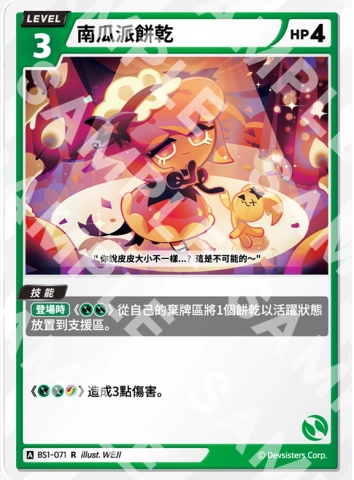 LEVEL
3
南瓜派餅乾
HP4
"你說皮皮大小不一樣...? 這是不可能的～"
技能
登場時 《》從自己的棄牌區將1個餅乾以活躍狀態
放置到支援區。
《》造成3點傷害。
A BS1-071 R illust. WEJI
© Devsisters Corp.
SAMPLE